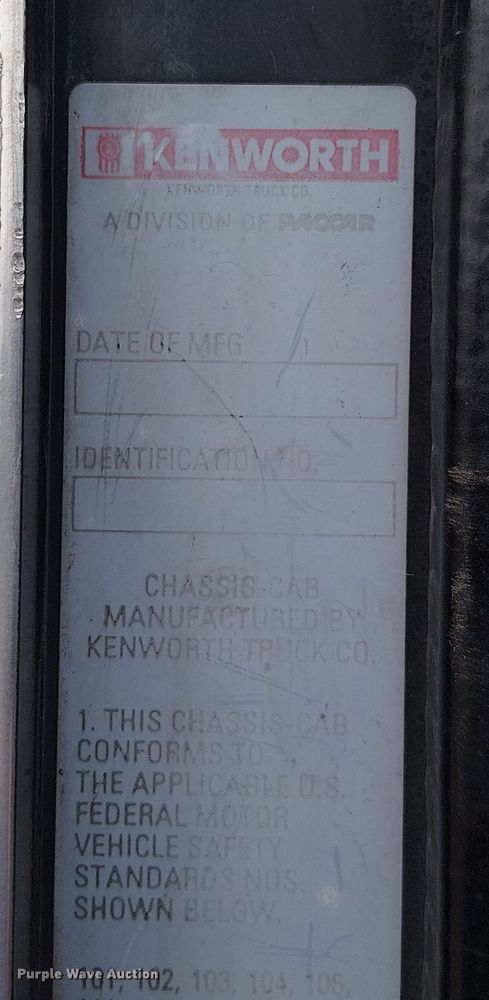 KENWORTH
KENWORTH TRUCK CO.
A DIVISION OF PACCAR
DATE OF MFG
IDENTIFICATION NO.
CHASSIS-CAB
MANUFACTURED BY
KENWORTH TRUCK CO.
1. THIS CHASSIS-CAB
CONFORMS TO
THE APPLICABLE U.S.
FEDERAL MOTOR
VEHICLE SAFETY
STANDARDS NOS.
SHOWN BELOW.
101, 102, 103, 104, 106,
Purple Wave Auction